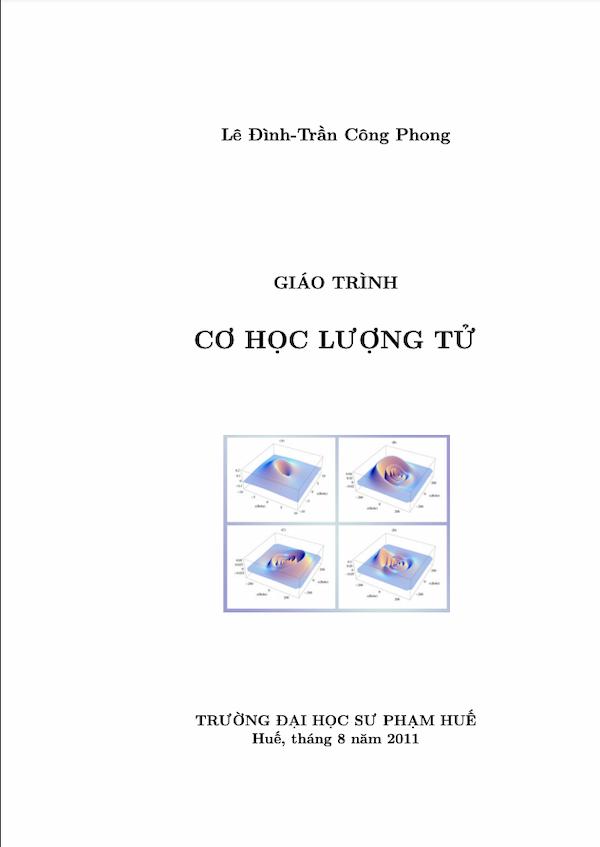 Lê Đình-Trần Công Phong
GIÁO TRÌNH
CƠ HỌC LƯỢNG TỬ
TRƯỜNG ĐẠI HỌC SƯ PHẠM HUẾ
Huế, tháng 8 năm 2011